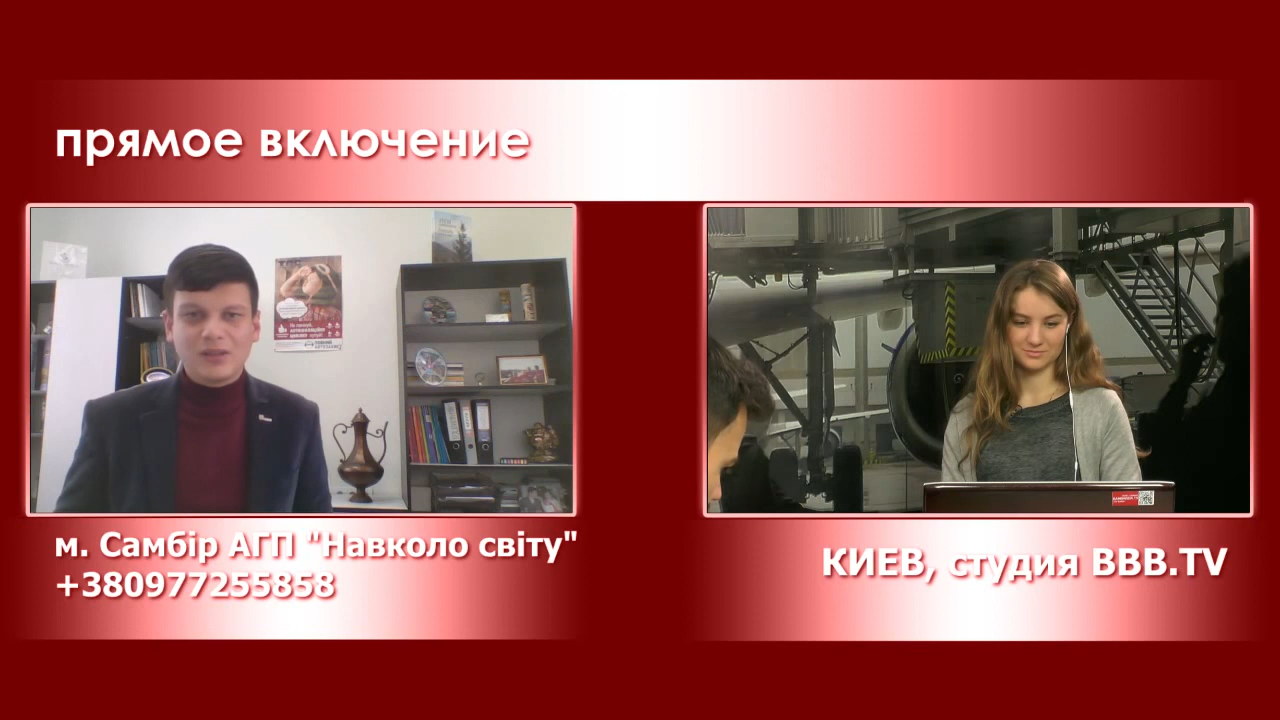 прямое включение
м. Самбір АГП "Навколо світу"
+380977255858
КИЕВ, студия BBB.TV